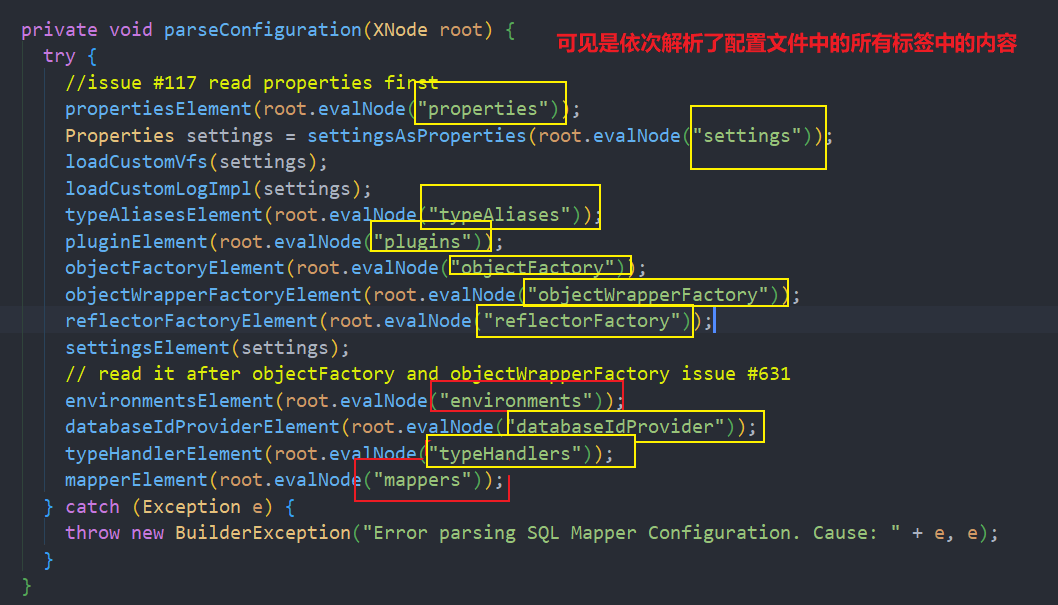 private void parseConfiguration(XNode root) {
可见是依次解析了配置文件中的所有标签中的内容
try {
//issue #117 read properties first
propertiesElement(root.evalNode("properties"));
Properties settings = settingsAsProperties(root.evalNode("settings"));
loadCustomVfs(settings);
loadCustomLogImpl(settings);
typeAliasesElement(root.evalNode("typeAliases"));
pluginElement(root.evalNode("plugins"));
objectFactoryElement(root.evalNode("objectFactory"));
objectWrapperFactoryElement(root.evalNode("objectWrapperFactory"));
reflectorFactoryElement(root.evalNode("reflectorFactory"));
settingsElement(settings);
// read it after objectFactory and objectWrapperFactory issue #631
environmentsElement(root.evalNode("environments"));
databaseIdProviderElement(root.evalNode("databaseIdProvider"));
typeHandlerElement(root.evalNode("typeHandlers"));
mapperElement(root.evalNode("mappers"));
} catch (Exception e) {
throw new BuilderException("Error parsing SQL Mapper Configuration. Cause: " + e, e);
}
}